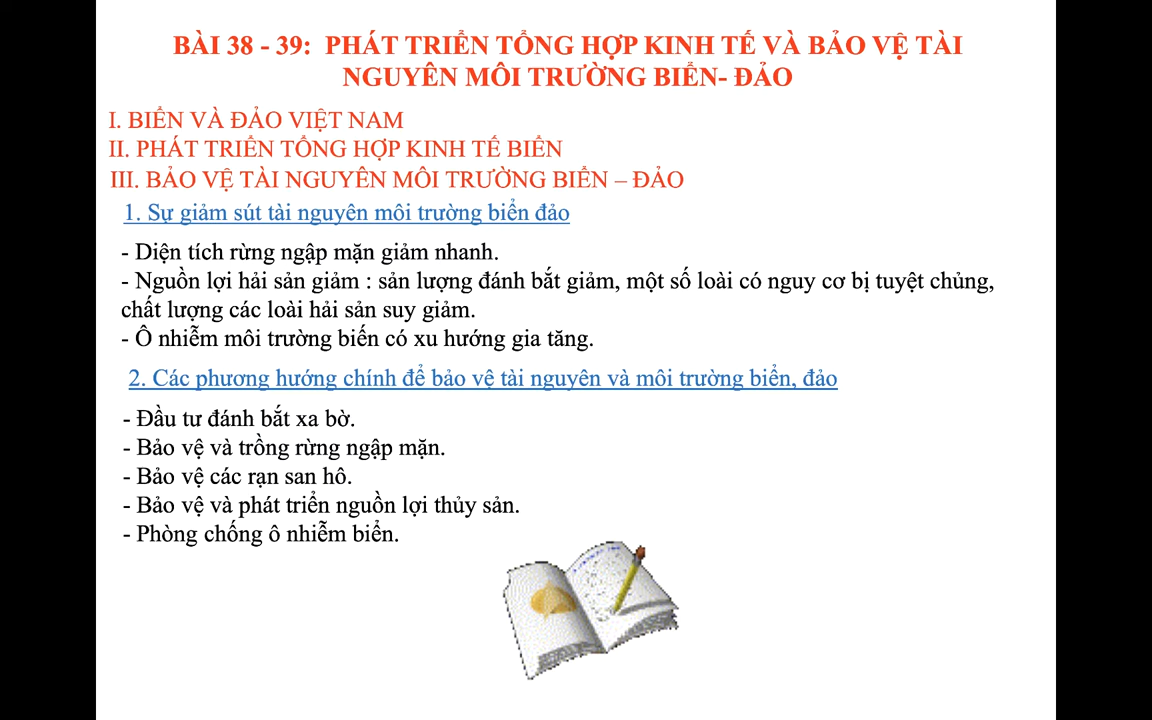 BÀI 38 - 39: PHÁT TRIỂN TỔNG HỢP KINH TẾ VÀ BẢO VỆ TÀI
NGUYÊN MÔI TRƯỜNG BIỂN- ĐẢO
I. BIỂN VÀ ĐẢO VIỆT NAM
II. PHÁT TRIỂN TỔNG HỢP KINH TẾ BIỂN
III. BẢO VỆ TÀI NGUYÊN MÔI TRƯỜNG BIỂN – ĐẢO
1. Sự giảm sút tài nguyên môi trường biển đảo
- Diện tích rừng ngập mặn giảm nhanh.
- Nguồn lợi hải sản giảm : sản lượng đánh bắt giảm, một số loài có nguy cơ bị tuyệt chủng,
chất lượng các loài hải sản suy giảm.
- Ô nhiễm môi trường biến có xu hướng gia tăng.
2. Các phương hướng chính để bảo vệ tài nguyên và môi trường biển, đảo
- Đầu tư đánh bắt xa bờ.
- Bảo vệ và trồng rừng ngập mặn.
- Bảo vệ các rạn san hô.
- Bảo vệ và phát triển nguồn lợi thủy sản.
- Phòng chống ô nhiễm biển.